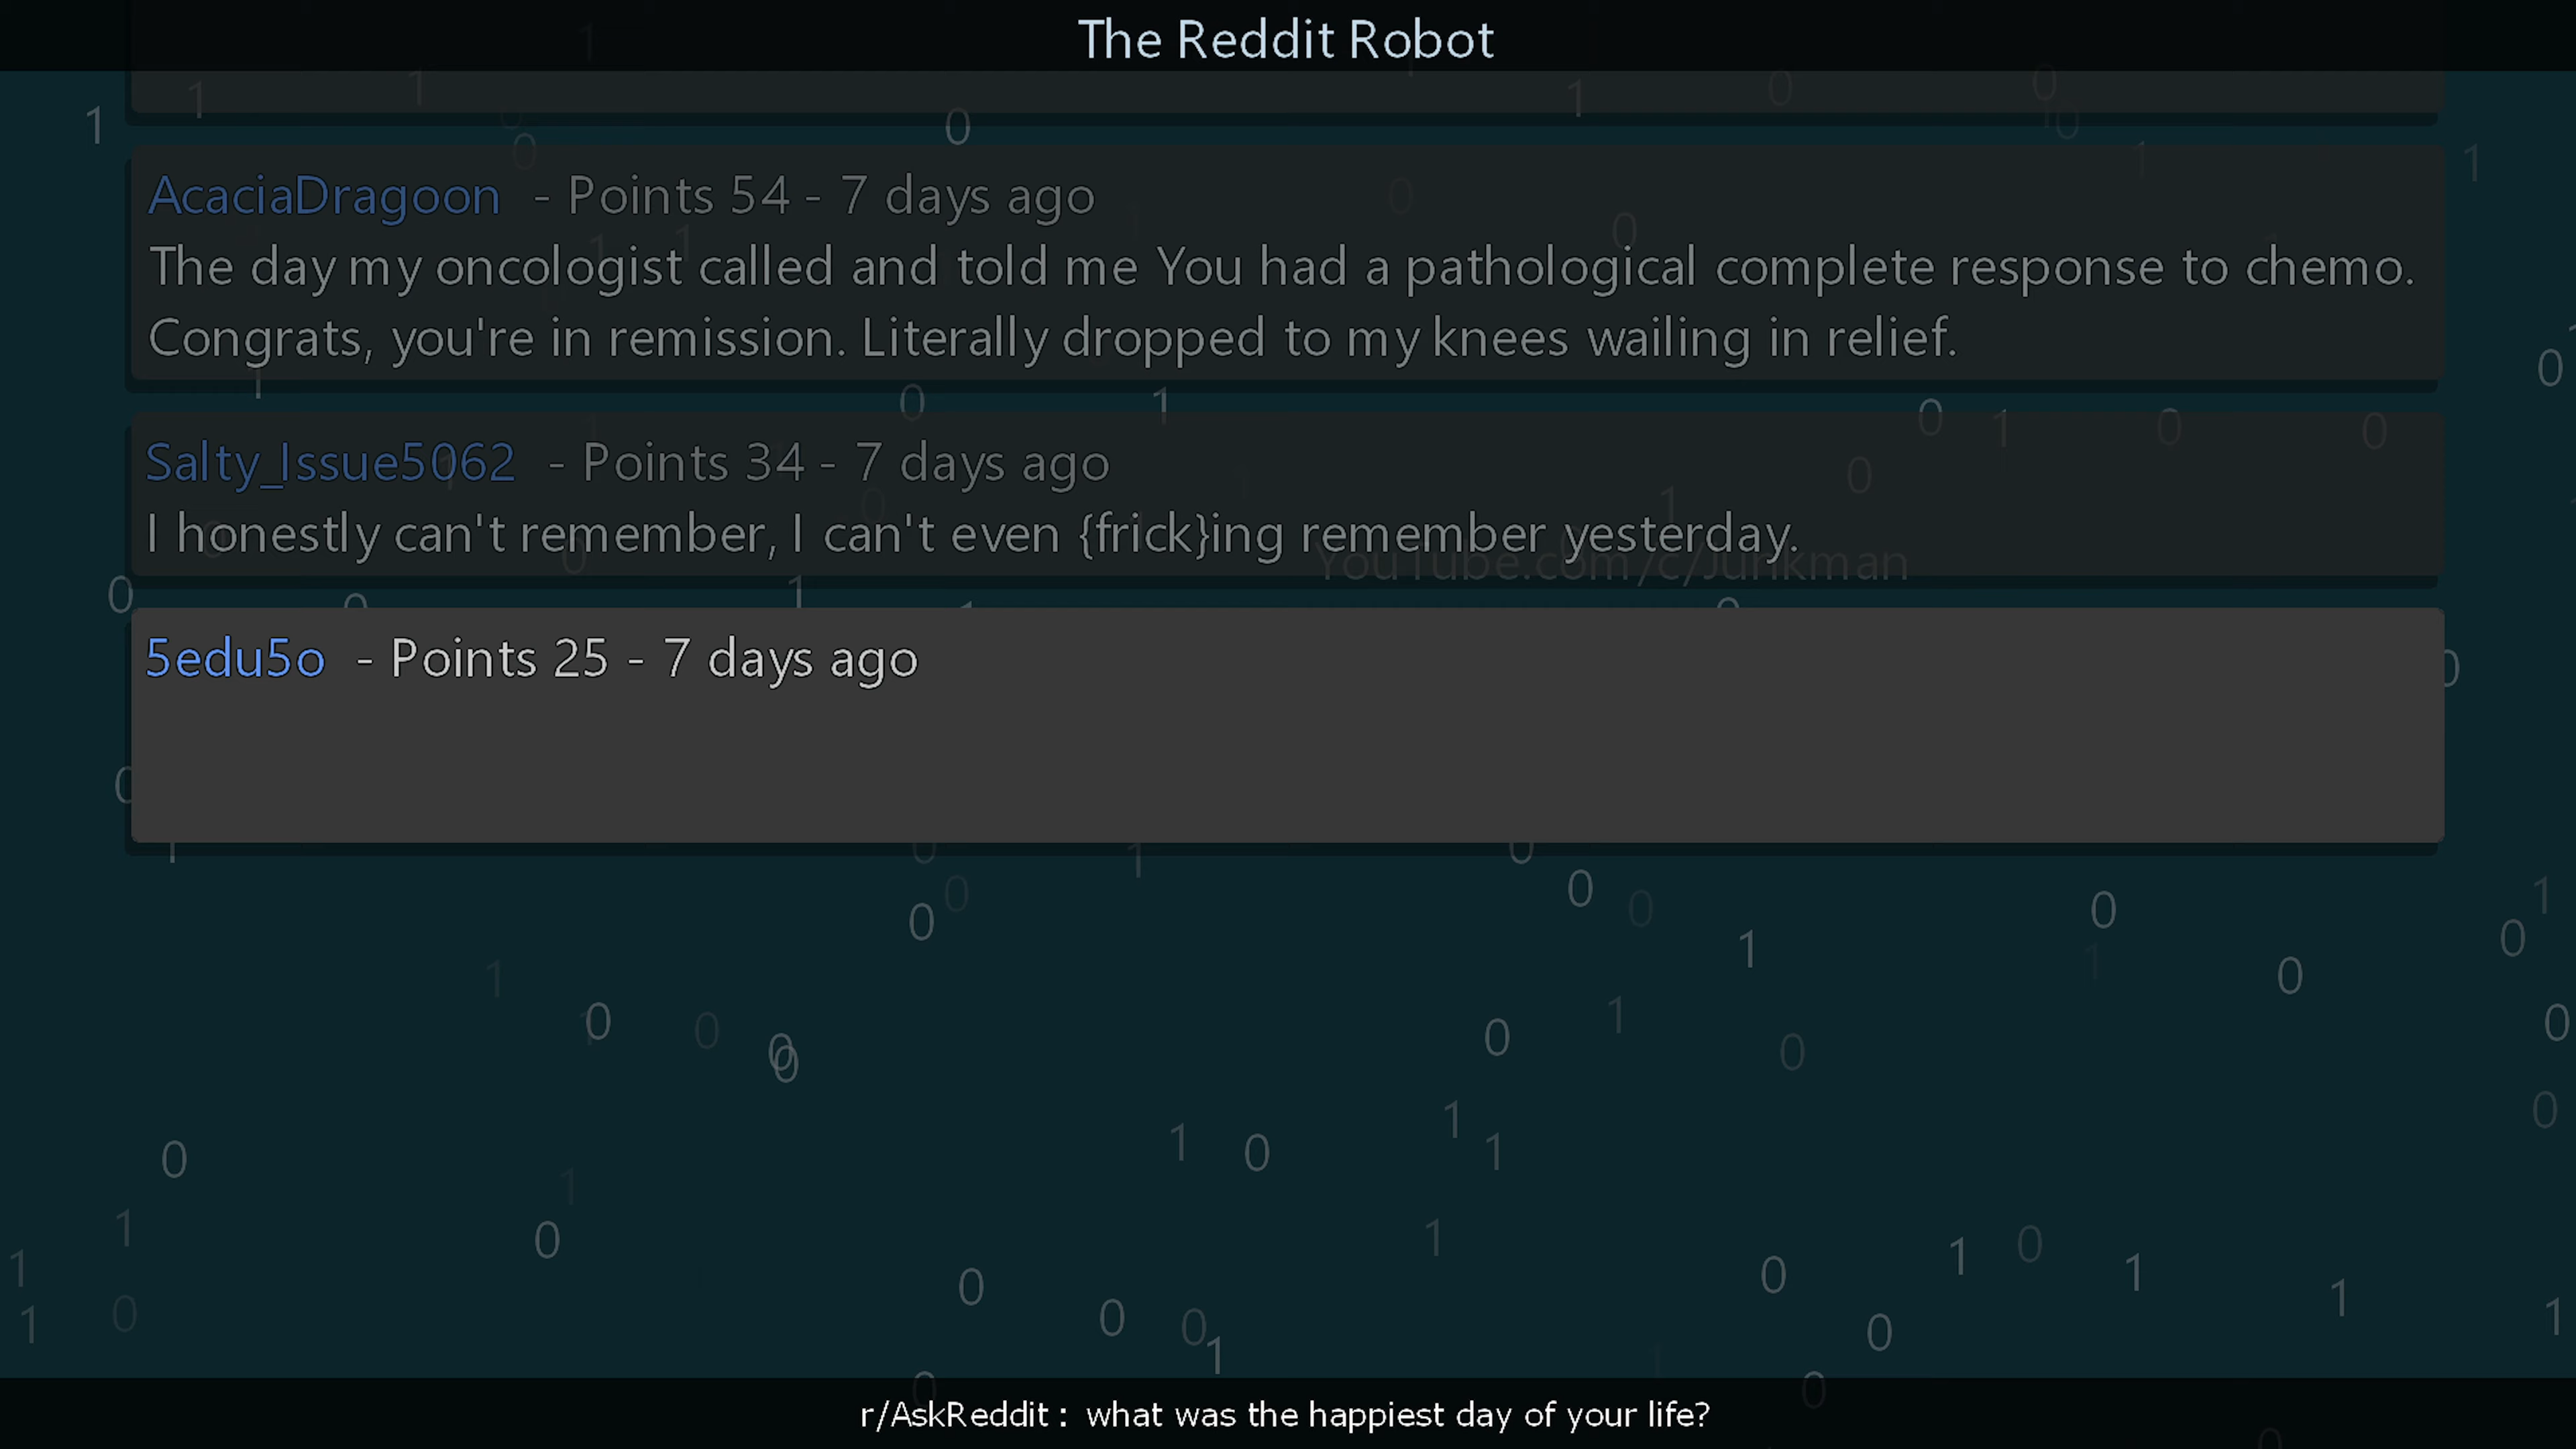 The Reddit Robot
AcaciaDragoon - Points 54 - 7 days ago
The day my oncologist called and told me You had a pathological complete response to chemo.
Congrats, you're in remission. Literally dropped to my knees wailing in relief.
Salty_Issue5062 - Points 34 - 7 days ago
I honestly can't remember, I can't even {frick}ing remember yesterday.
YouTube.com/c/Junkman
5edu5o - Points 25 - 7 days ago
r/AskReddit : what was the happiest day of your life?